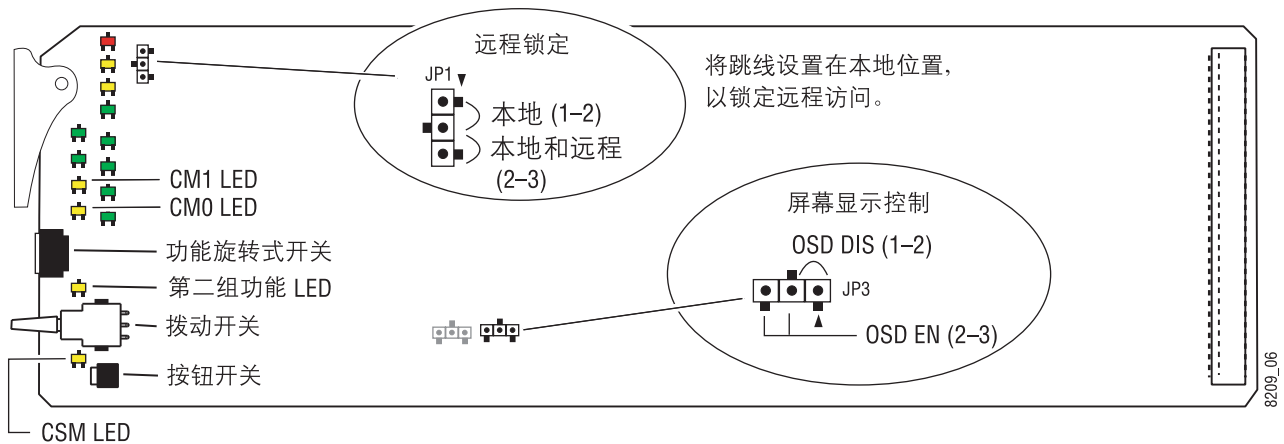 远程锁定
JP1
本地 (1–2)
本地和远程
(2–3)
将跳线设置在本地位置，
以锁定远程访问。
CM1 LED
CM0 LED
功能旋转式开关
第二组功能 LED
拨动开关
按钮开关
CSM LED
屏幕显示控制
OSD DIS (1–2)
JP3
OSD EN (2–3)
8209_06